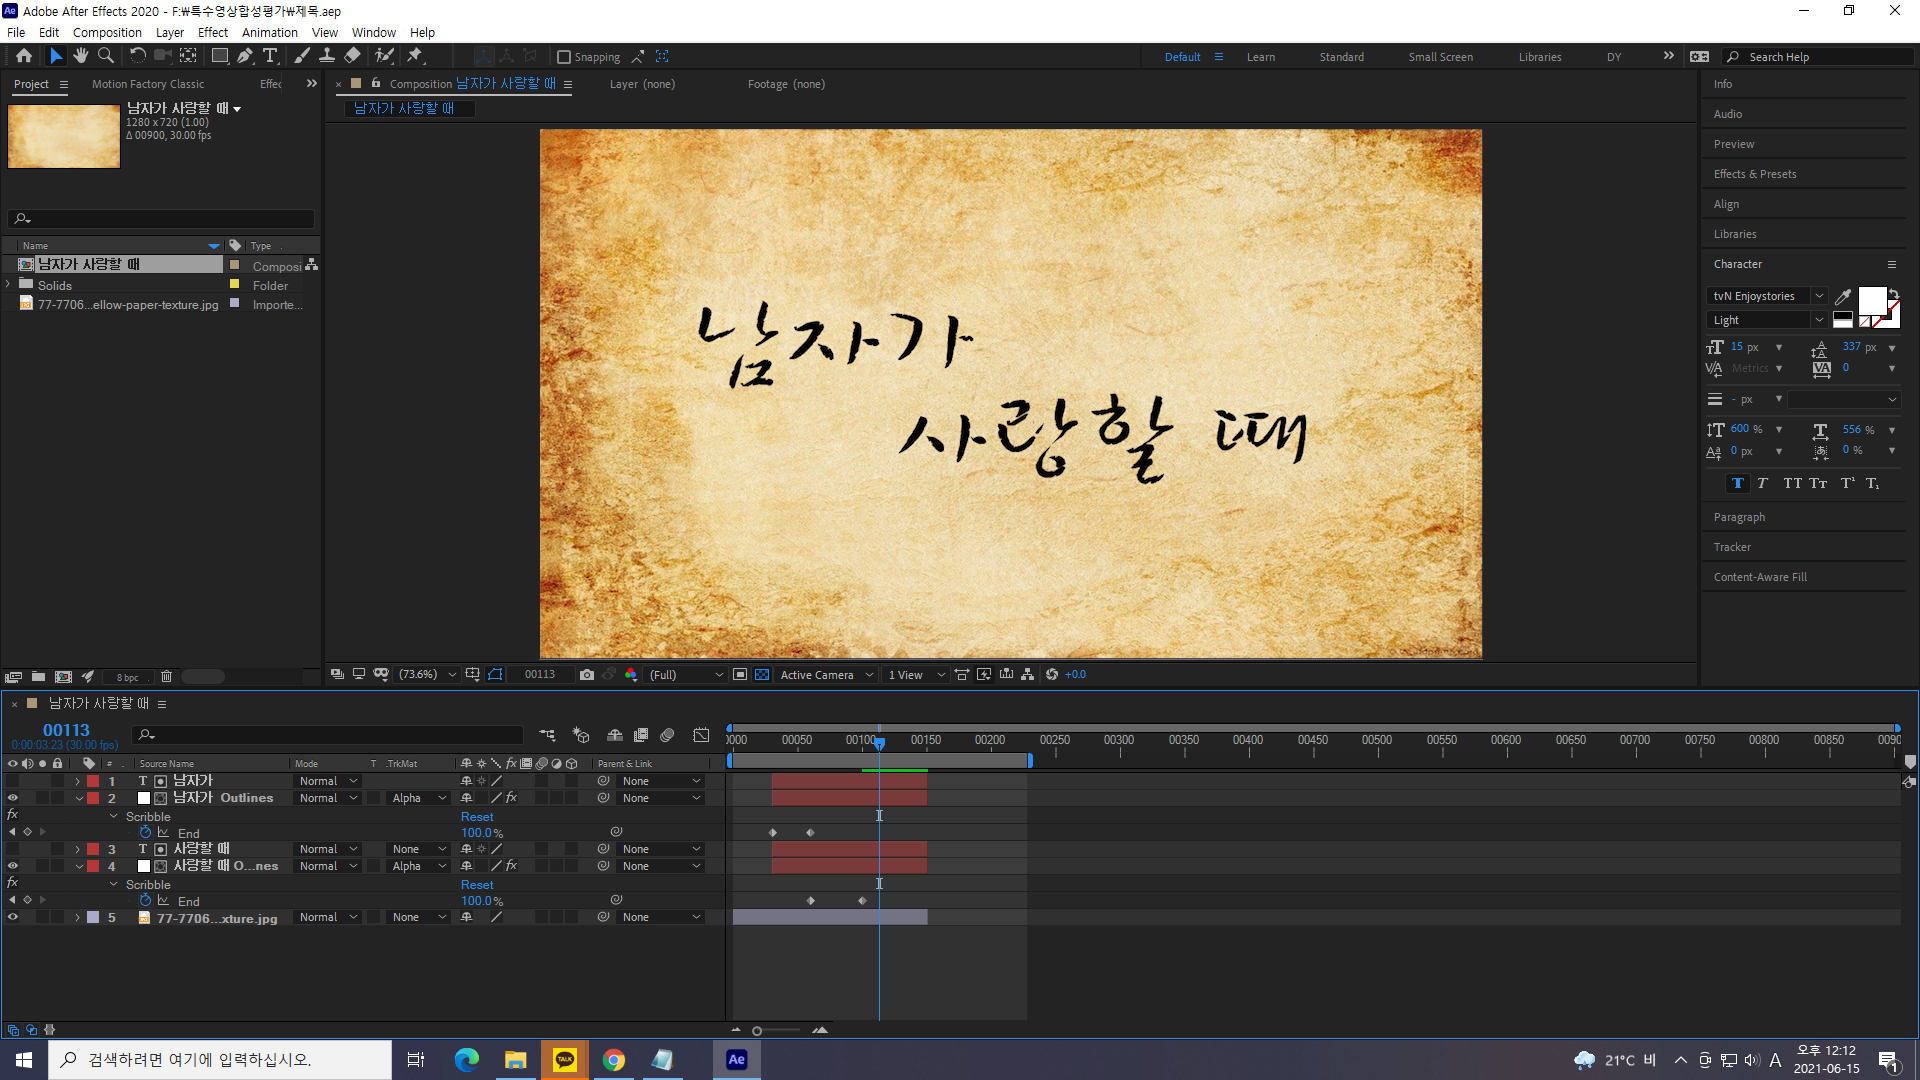 Adobe After Effects 2020 - F:₩특수영상합성평가₩제목.aep
File Edit Composition Layer Effect Animation View Window Help
Snapping
Default Learn Standard Small Screen Libraries DY
Search Help
Project Motion Factory Classic Effec
Composition 남자가 사랑할 때 Layer (none) Footage (none)
남자가 사랑할 때
남자가 사랑할 때
1280 x 720 (1.00)
Δ 00900, 30.00 fps
Name Type
남자가 사랑할 때 Composi
Solids Folder
77-7706...ellow-paper-texture.jpg Importe...
8 bpc
남자가
사랑할 때
(73.6%) 00113 (Full) Active Camera 1 View +0.0
Info
Audio
Preview
Effects & Presets
Align
Libraries
Character
tvN Enjoystories
Light
15 px 337 px
Metrics 0
- px
600 % 556 %
0 px 0 %
T T TT Tt T¹ T₁
Paragraph
Tracker
Content-Aware Fill
남자가 사랑할 때
00113
0:00:03:23 (30.00 fps)
0000 00050 00100 00150 00200 00250 00300 00350 00400 00450 00500 00550 00600 00650 00700 00750 00800 00850 0090
# Source Name Mode T .TrkMat Parent & Link
1 T 남자가 Normal None
2 남자가 Outlines Normal Alpha None
fx Scribble Reset
End 100.0%
3 T 사랑할 때 Normal None None
4 사랑할 때 O...nes Normal Alpha None
fx Scribble Reset
End 100.0%
5 77-7706...xture.jpg Normal None None
검색하려면 여기에 입력하십시오.
TALK
Ae
21°C 비
A
오후 12:12
2021-06-15
1